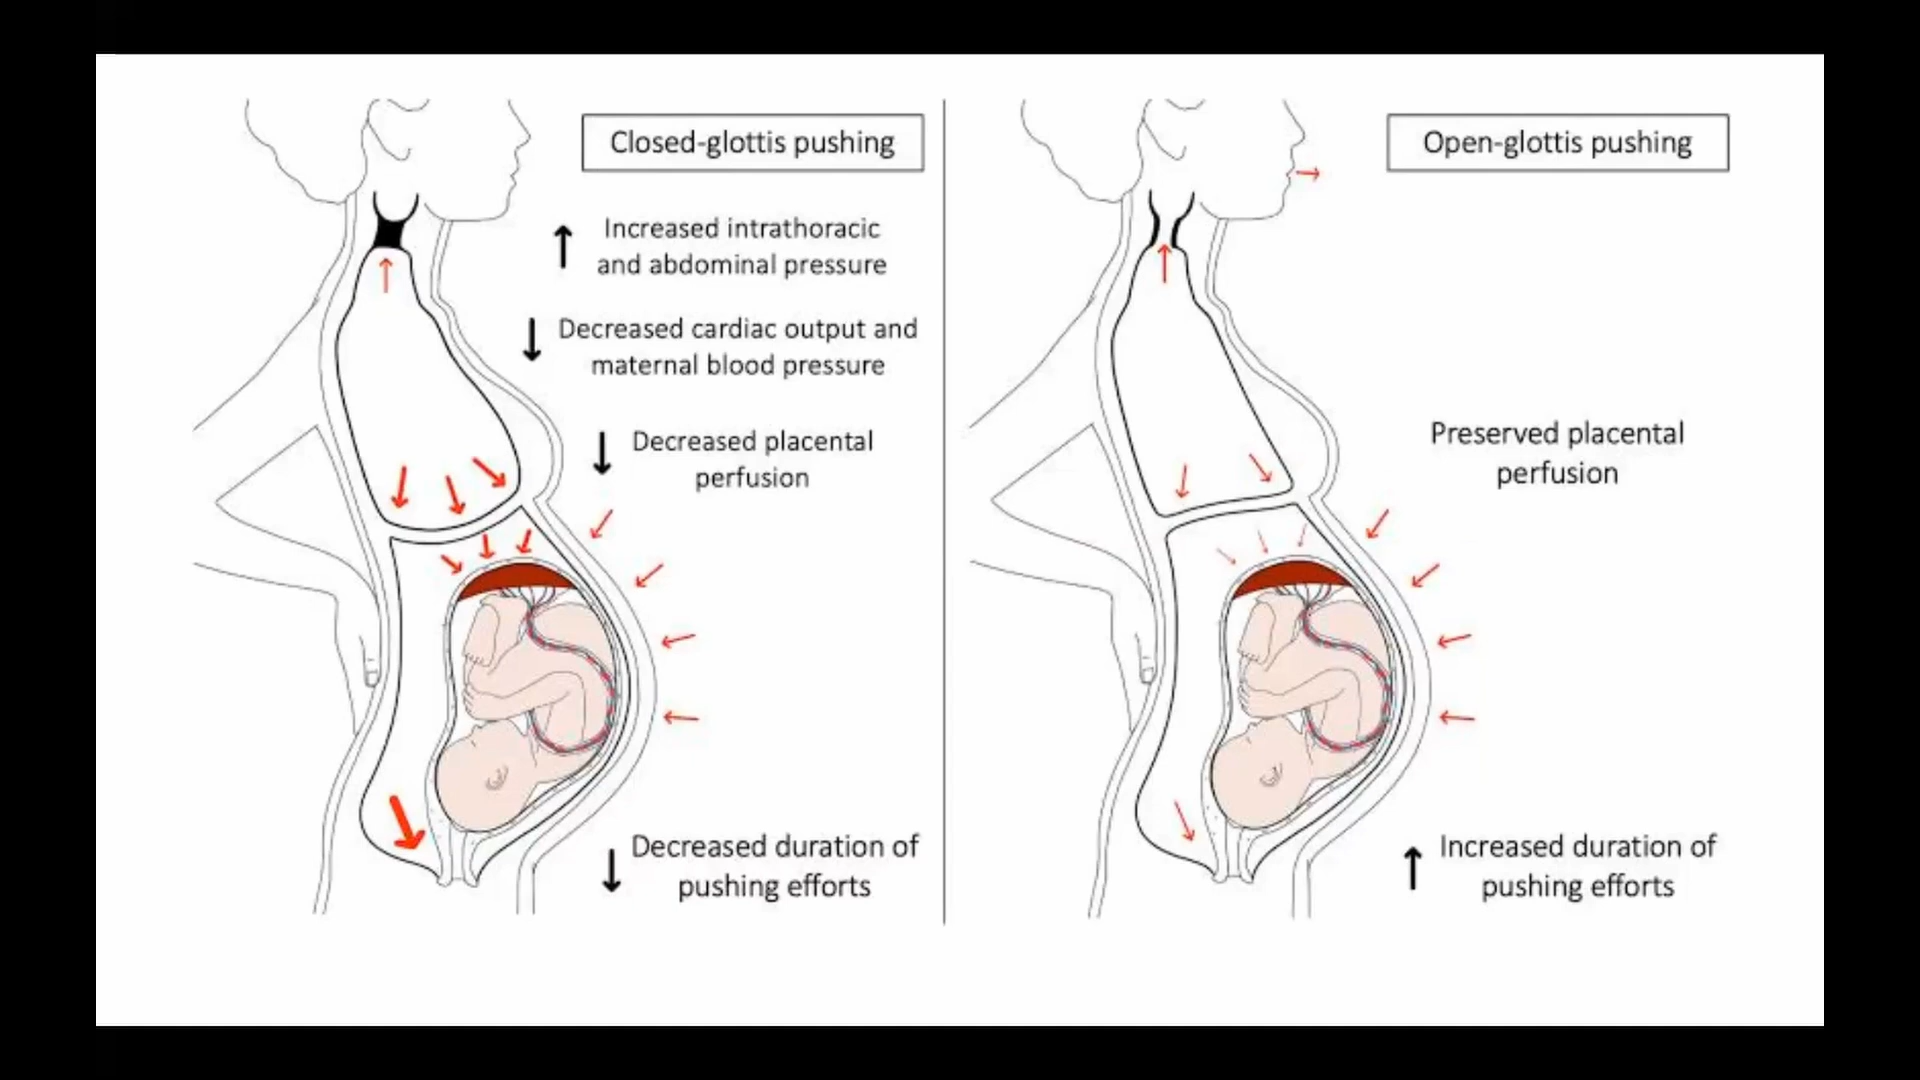 Closed-glottis pushing
Increased intrathoracic
and abdominal pressure
Decreased cardiac output and
maternal blood pressure
Decreased placental
perfusion
Decreased duration of
pushing efforts
Open-glottis pushing
Preserved placental
perfusion
Increased duration of
pushing efforts